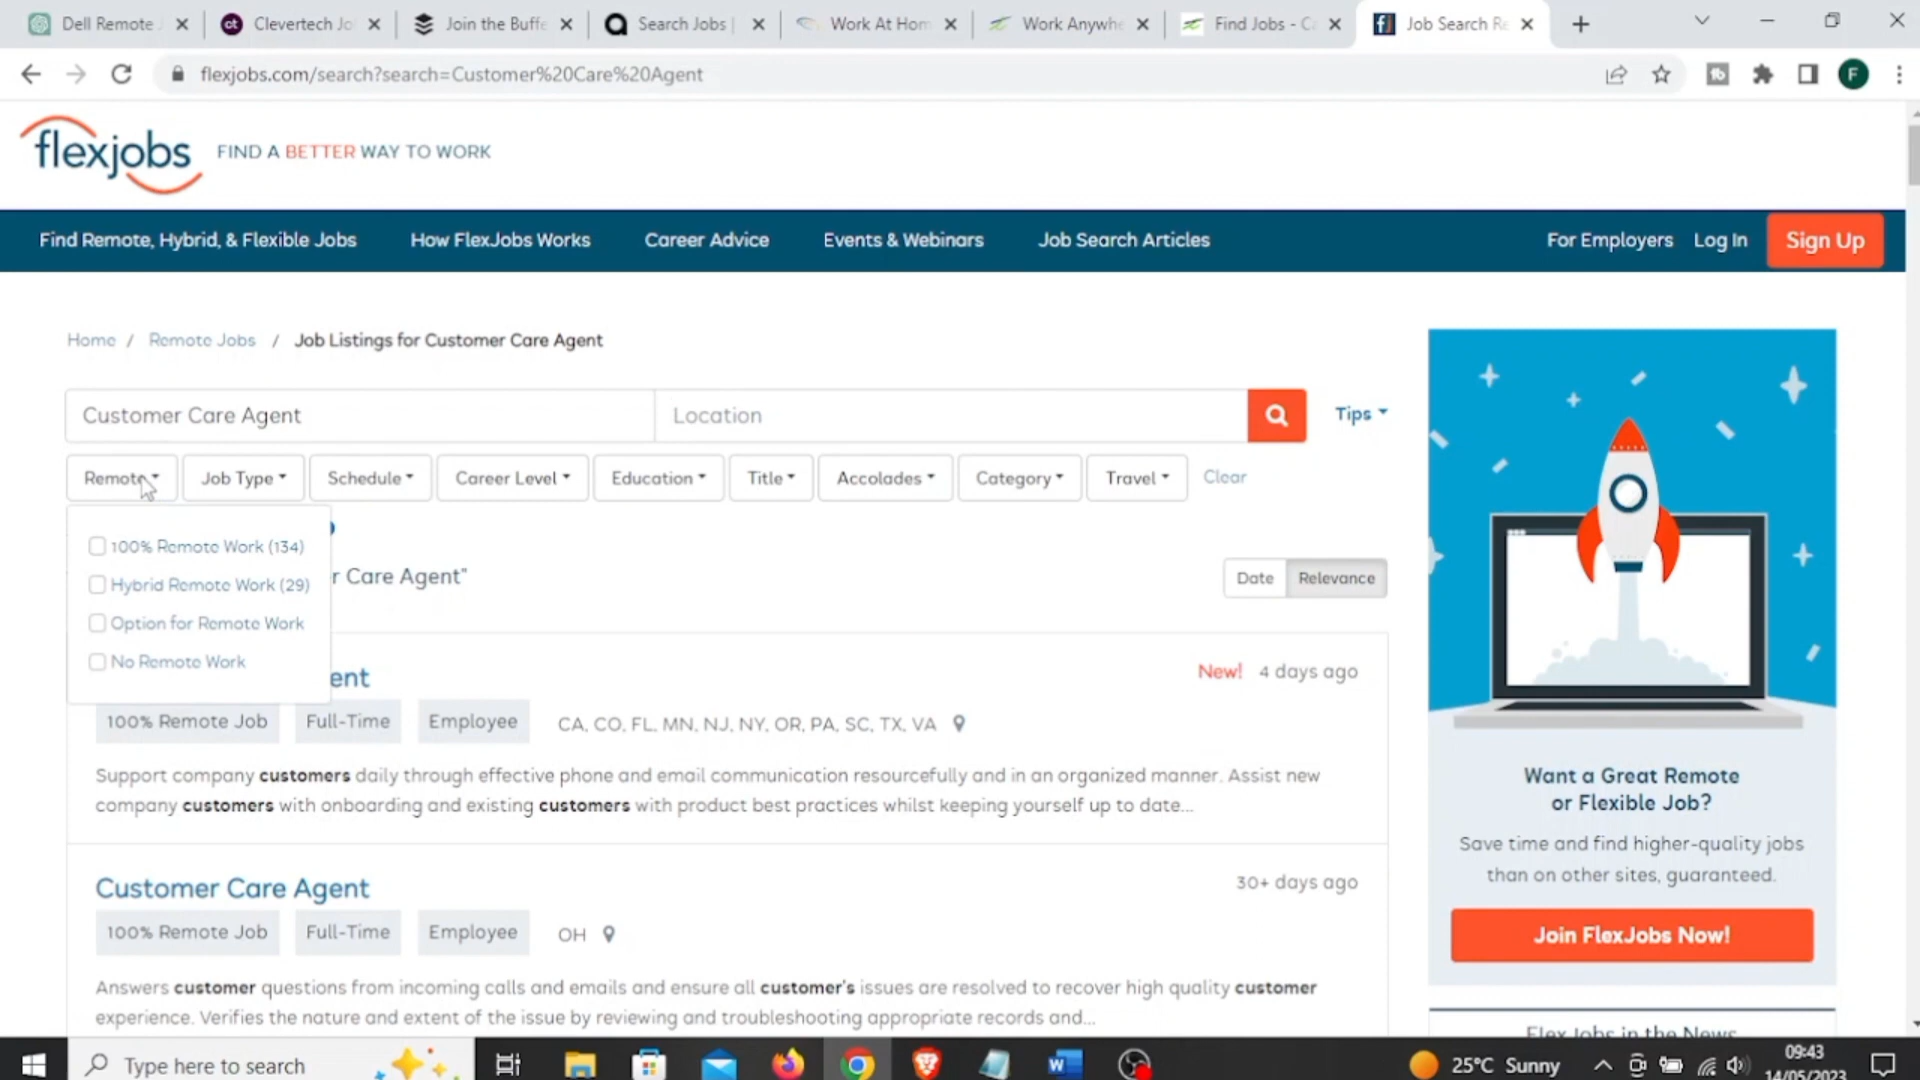 Dell Remote J
Clevertech Jo
Join the Buffe
Search Jobs |
Work At Hom
Work Anywhe
Find Jobs - Ca
Job Search Re
flexjobs.com/search?search=Customer%20Care%20Agent
F
flexjobs
FIND A BETTER WAY TO WORK
Find Remote, Hybrid, & Flexible Jobs
How FlexJobs Works
Career Advice
Events & Webinars
Job Search Articles
For Employers
Log In
Sign Up
Home / Remote Jobs / Job Listings for Customer Care Agent
Customer Care Agent
Location
Tips
Remote
Job Type
Schedule
Career Level
Education
Title
Accolades
Category
Travel
Clear
100% Remote Work (134)
Hybrid Remote Work (29)
Option for Remote Work
No Remote Work
r Care Agent"
Date
Relevance
ent
New! 4 days ago
100% Remote Job
Full-Time
Employee
CA, CO, FL, MN, NJ, NY, OR, PA, SC, TX, VA
Support company customers daily through effective phone and email communication resourcefully and in an organized manner. Assist new
company customers with onboarding and existing customers with product best practices whilst keeping yourself up to date...
Customer Care Agent
30+ days ago
100% Remote Job
Full-Time
Employee
OH
Answers customer questions from incoming calls and emails and ensure all customer's issues are resolved to recover high quality customer
experience. Verifies the nature and extent of the issue by reviewing and troubleshooting appropriate records and...
Want a Great Remote
or Flexible Job?
Save time and find higher-quality jobs
than on other sites, guaranteed.
Join FlexJobs Now!
FlexJobs in the News
Type here to search
25°C Sunny
09:43
14/05/2023